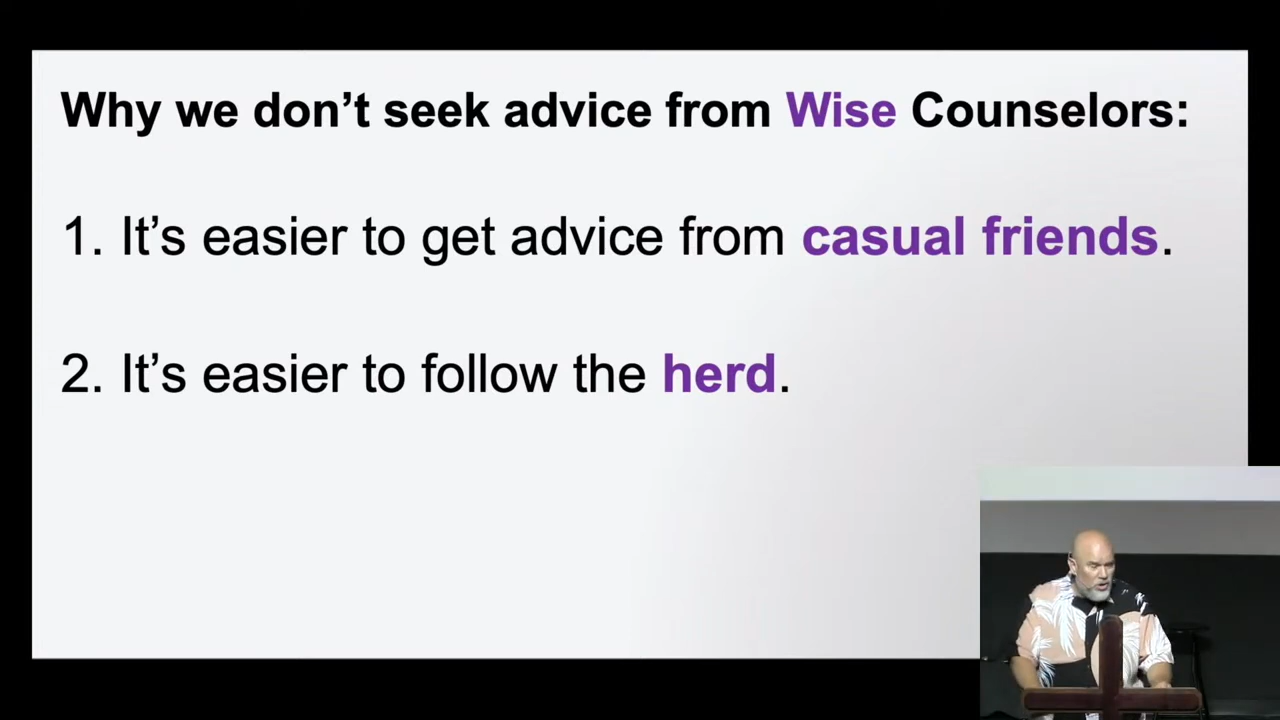 Why we don’t seek advice from Wise Counselors:
1. It’s easier to get advice from casual friends.
2. It’s easier to follow the herd.